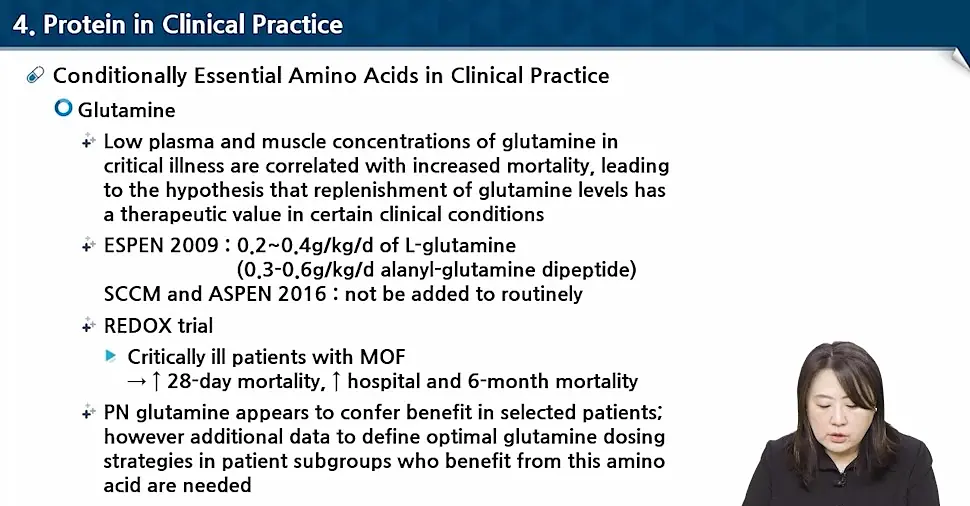 4. Protein in Clinical Practice
Conditionally Essential Amino Acids in Clinical Practice
Glutamine
Low plasma and muscle concentrations of glutamine in
critical illness are correlated with increased mortality, leading
to the hypothesis that replenishment of glutamine levels has
a therapeutic value in certain clinical conditions
ESPEN 2009 : 0.2~0.4g/kg/d of L-glutamine
(0.3-0.6g/kg/d alanyl-glutamine dipeptide)
SCCM and ASPEN 2016 : not be added to routinely
REDOX trial
Critically ill patients with MOF
→ ↑ 28-day mortality, ↑ hospital and 6-month mortality
PN glutamine appears to confer benefit in selected patients;
however additional data to define optimal glutamine dosing
strategies in patient subgroups who benefit from this amino
acid are needed